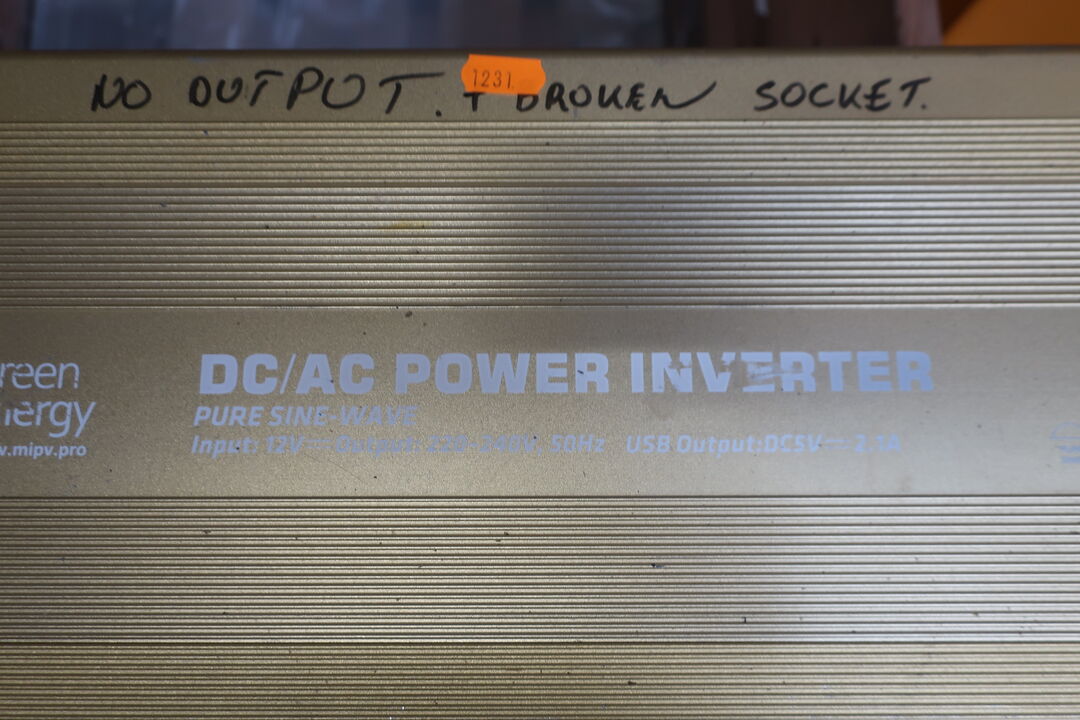 1231.
NO OUTPUT. + BROKEN SOCKET.
reen
nergy
w.mipv.pro
DC/AC POWER INVERTER
PURE SINE-WAVE
Input: 12V⎓ Output: 220-240V, 50Hz USB Output:DC5V⎓ 2.1A